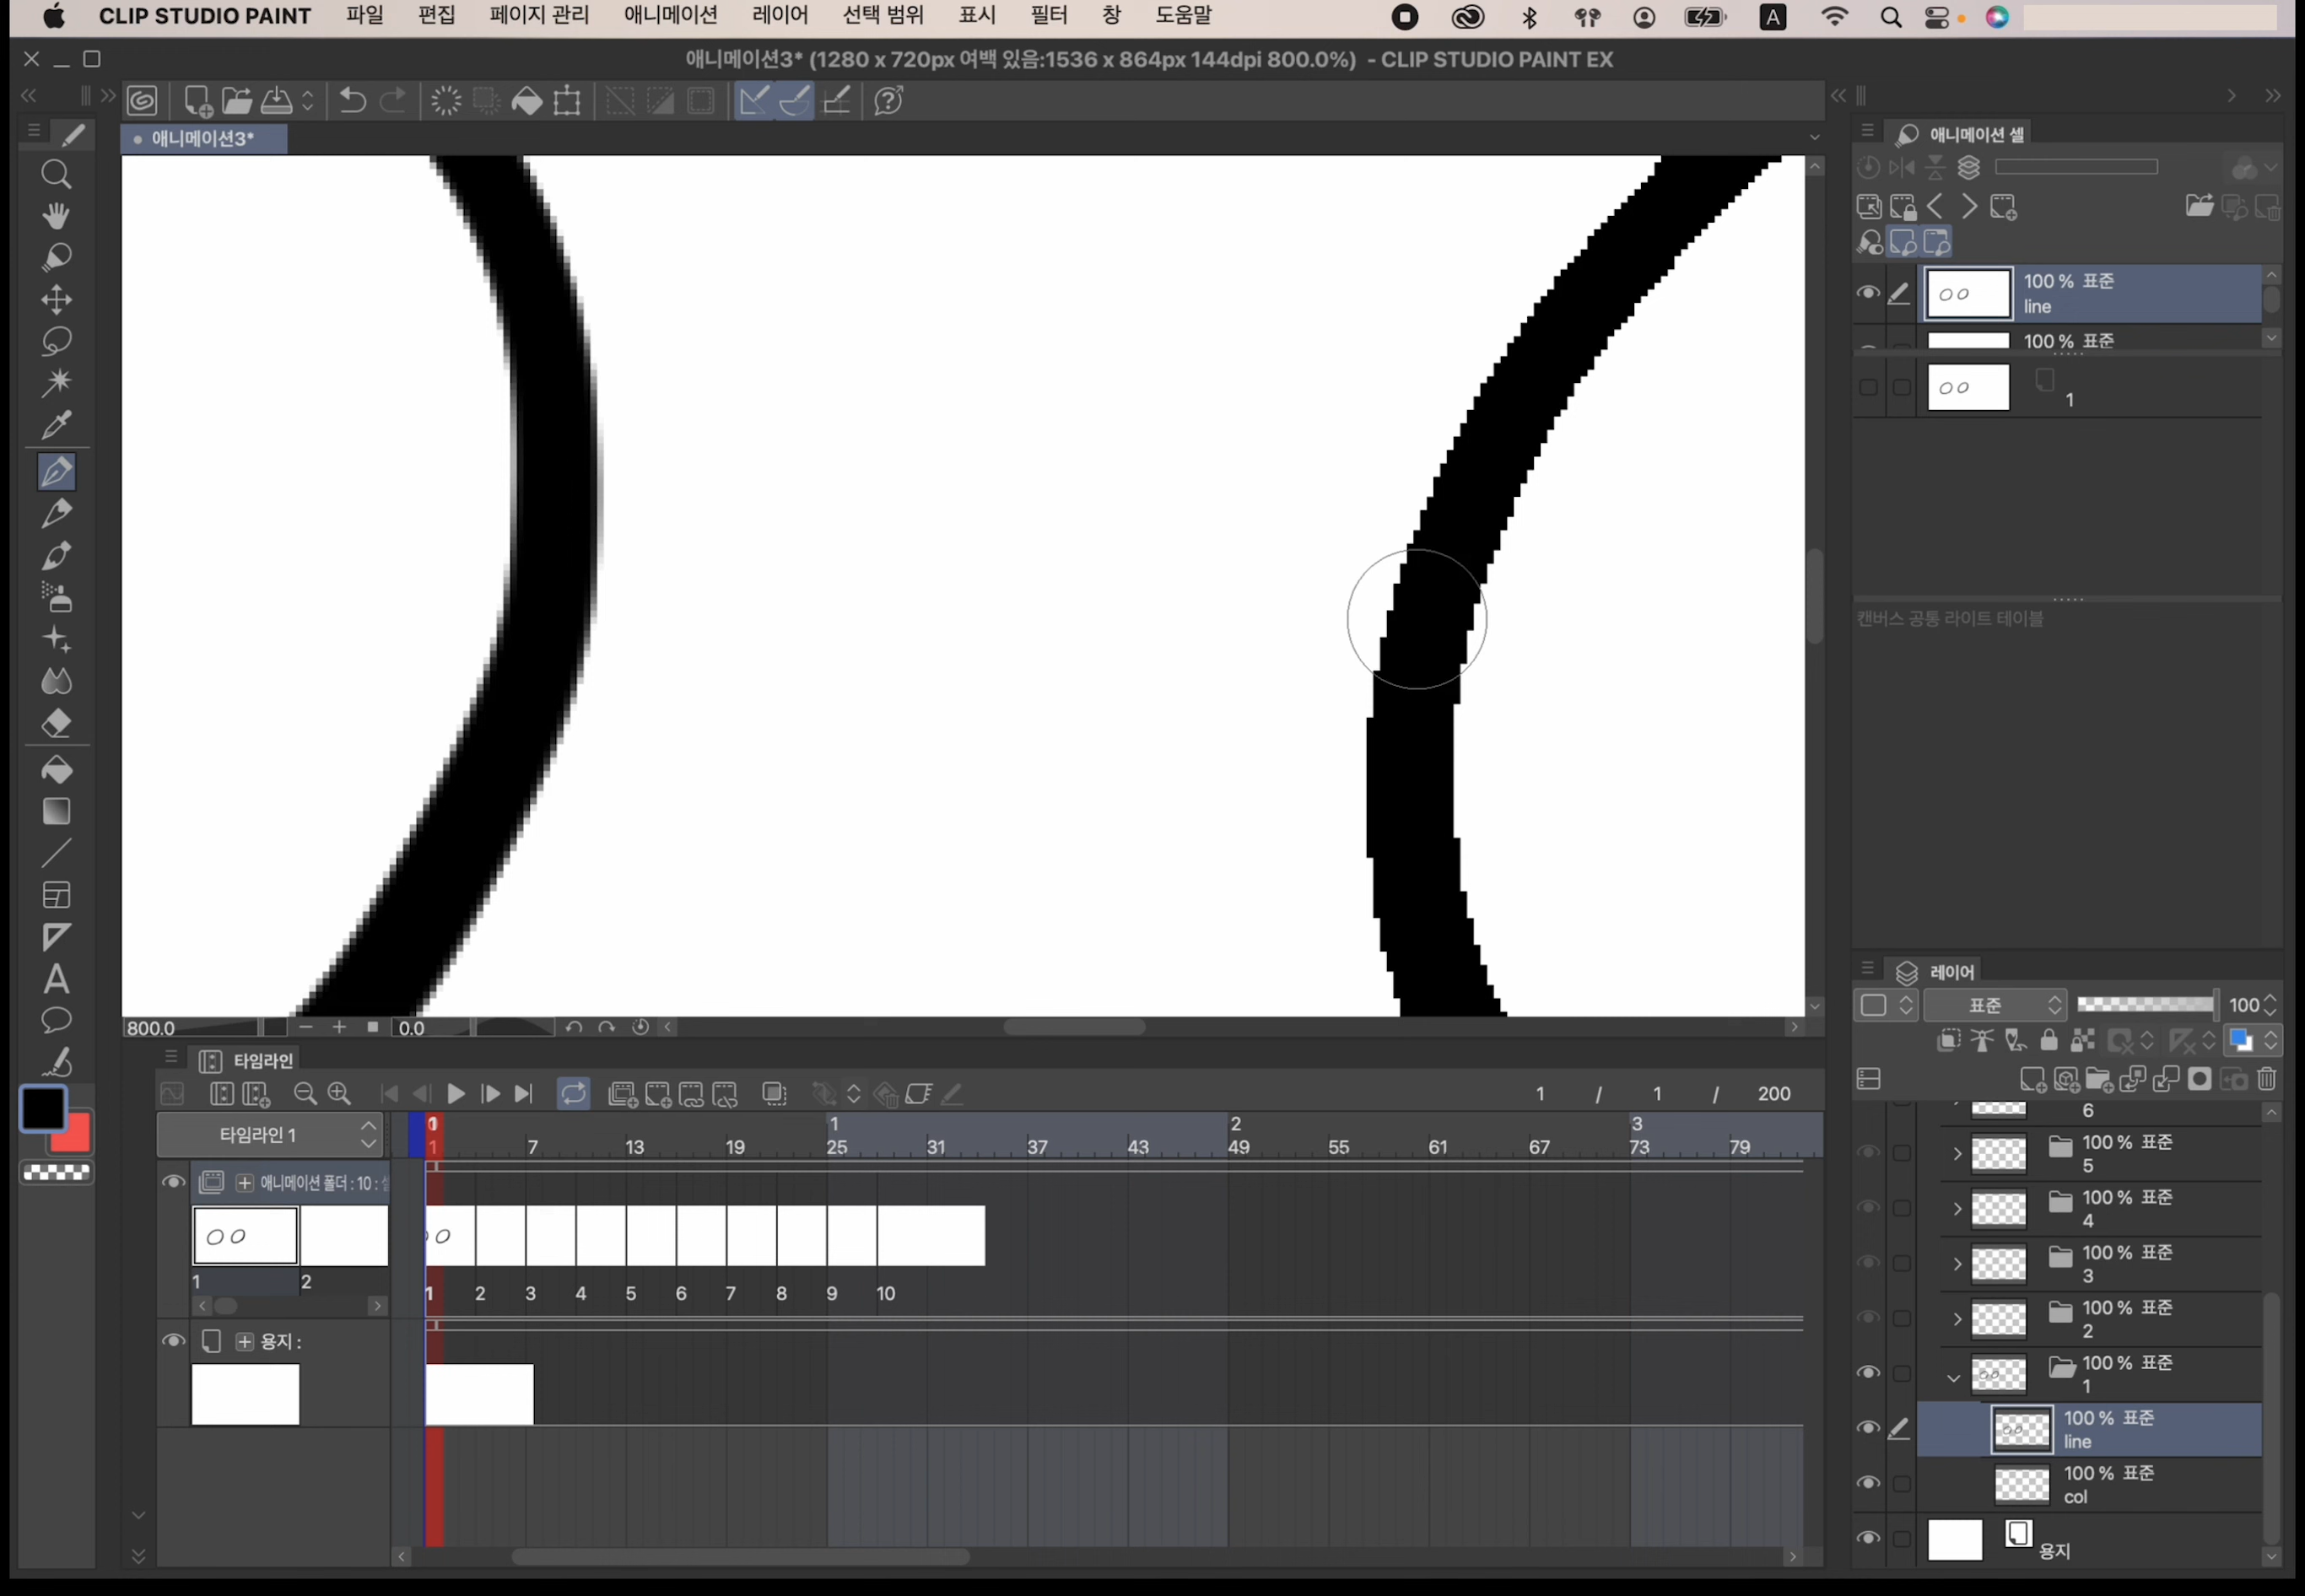 CLIP STUDIO PAINT 파일 편집 페이지 관리 애니메이션 레이어 선택 범위 표시 필터 창 도움말 A
애니메이션3* (1280 x 720px 여백 있음:1536 x 864px 144dpi 800.0%) - CLIP STUDIO PAINT EX
애니메이션3*
애니메이션 셀
100 % 표준
line
100 % 표준
1
캔버스 공통 라이트 테이블
레이어
표준 100
6
100 % 표준
5
100 % 표준
4
100 % 표준
3
100 % 표준
2
100 % 표준
1
100 % 표준
line
100 % 표준
col
용지
800.0 0.0
타임라인
1 / 1 / 200
타임라인 1
0 1 2 3
1 7 13 19 25 31 37 43 49 55 61 67 73 79
애니메이션 폴더 : 10 :
1 2
1 2 3 4 5 6 7 8 9 10
용지 :